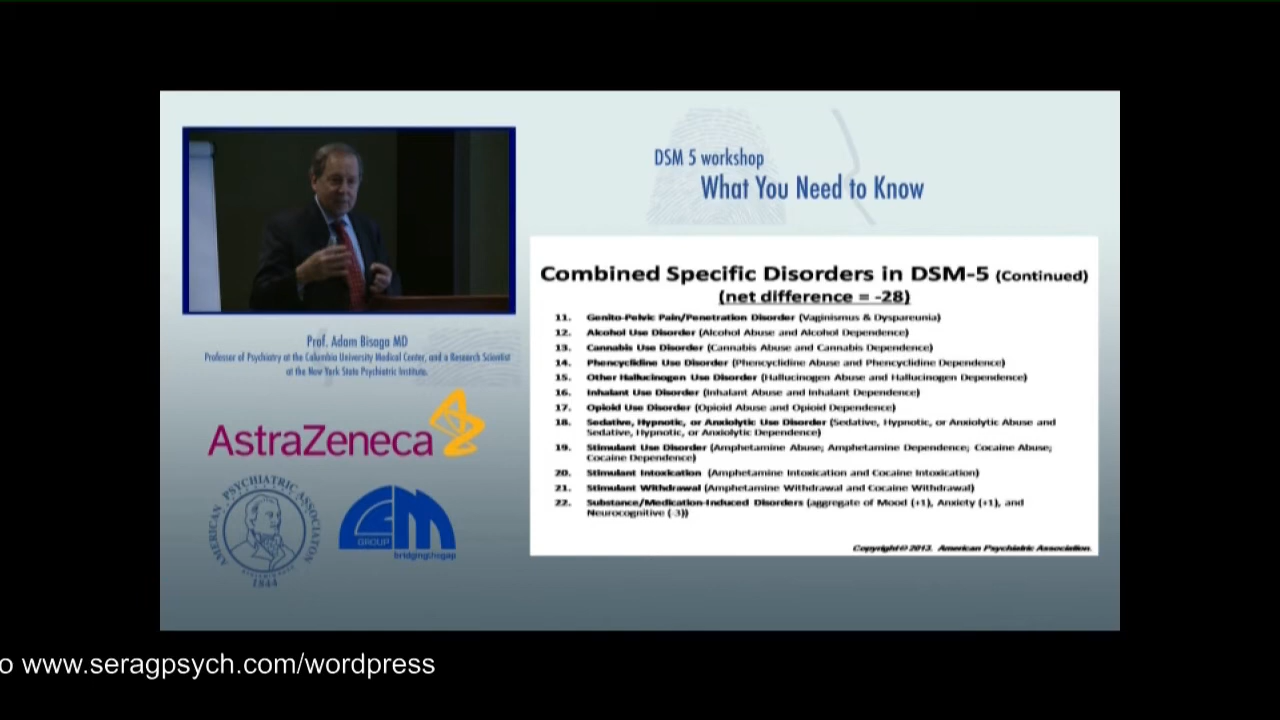 DSM 5 workshop
What You Need to Know
Prof. Adam Bisaga MD
Professor of Psychiatry at the Columbia University Medical Center, and a Research Scientist
at the New York State Psychiatric Institute.
AstraZeneca
AMERICAN PSYCHIATRIC ASSOCIATION
1844
GROUP
bridgingthegap
Combined Specific Disorders in DSM-5 (Continued)
(net difference = -28)
11. Genito-Pelvic Pain/Penetration Disorder (Vaginismus & Dyspareunia)
12. Alcohol Use Disorder (Alcohol Abuse and Alcohol Dependence)
13. Cannabis Use Disorder (Cannabis Abuse and Cannabis Dependence)
14. Phencyclidine Use Disorder (Phencyclidine Abuse and Phencyclidine Dependence)
15. Other Hallucinogen Use Disorder (Hallucinogen Abuse and Hallucinogen Dependence)
16. Inhalant Use Disorder (Inhalant Abuse and Inhalant Dependence)
17. Opioid Use Disorder (Opioid Abuse and Opioid Dependence)
18. Sedative, Hypnotic, or Anxiolytic Use Disorder (Sedative, Hypnotic, or Anxiolytic Abuse and
Sedative, Hypnotic, or Anxiolytic Dependence)
19. Stimulant Use Disorder (Amphetamine Abuse; Amphetamine Dependence; Cocaine Abuse;
Cocaine Dependence)
20. Stimulant Intoxication (Amphetamine Intoxication and Cocaine Intoxication)
21. Stimulant Withdrawal (Amphetamine Withdrawal and Cocaine Withdrawal)
22. Substance/Medication-Induced Disorders (aggregate of Mood (+1), Anxiety (+1), and
Neurocognitive (-3))
Copyright © 2013. American Psychiatric Association.
o www.seragpsych.com/wordpress